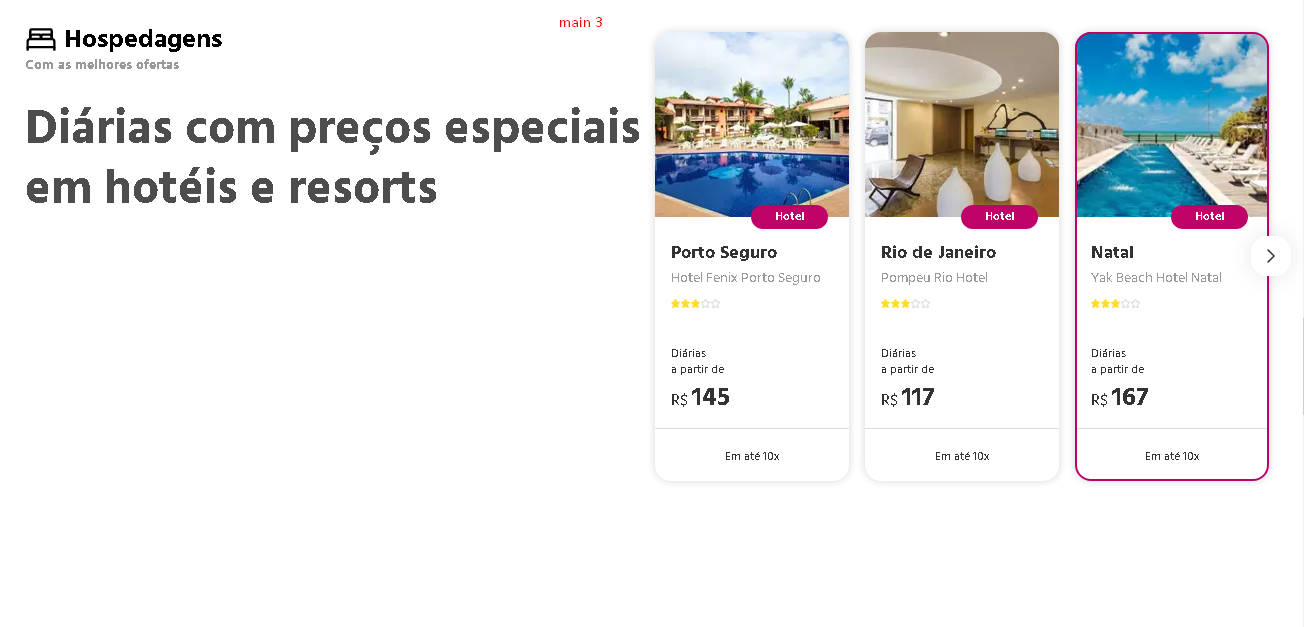 main 3
Hospedagens
Com as melhores ofertas
Diárias com preços especiais
em hotéis e resorts
Hotel
Porto Seguro
Hotel Fenix Porto Seguro
Diárias
a partir de
R$ 145
Em até 10x
Hotel
Rio de Janeiro
Pompeu Rio Hotel
Diárias
a partir de
R$ 117
Em até 10x
Hotel
Natal
Yak Beach Hotel Natal
Diárias
a partir de
R$ 167
Em até 10x